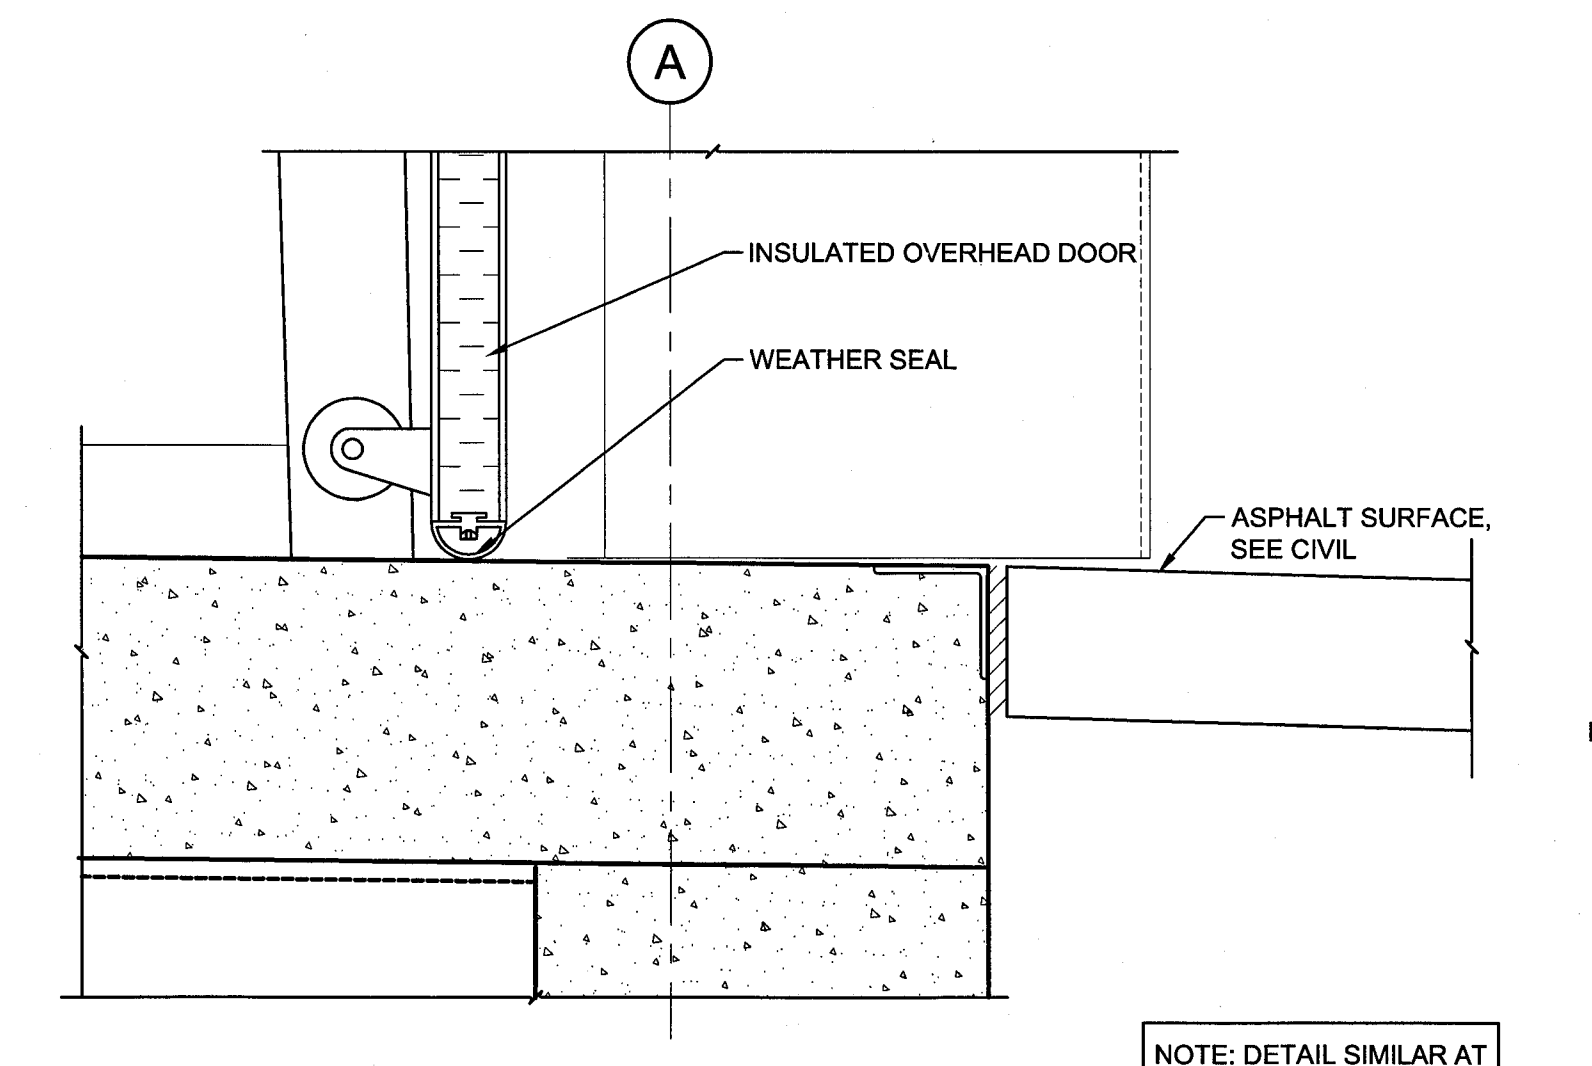 A
INSULATED OVERHEAD DOOR
WEATHER SEAL
ASPHALT SURFACE,
SEE CIVIL
NOTE: DETAIL SIMILAR AT